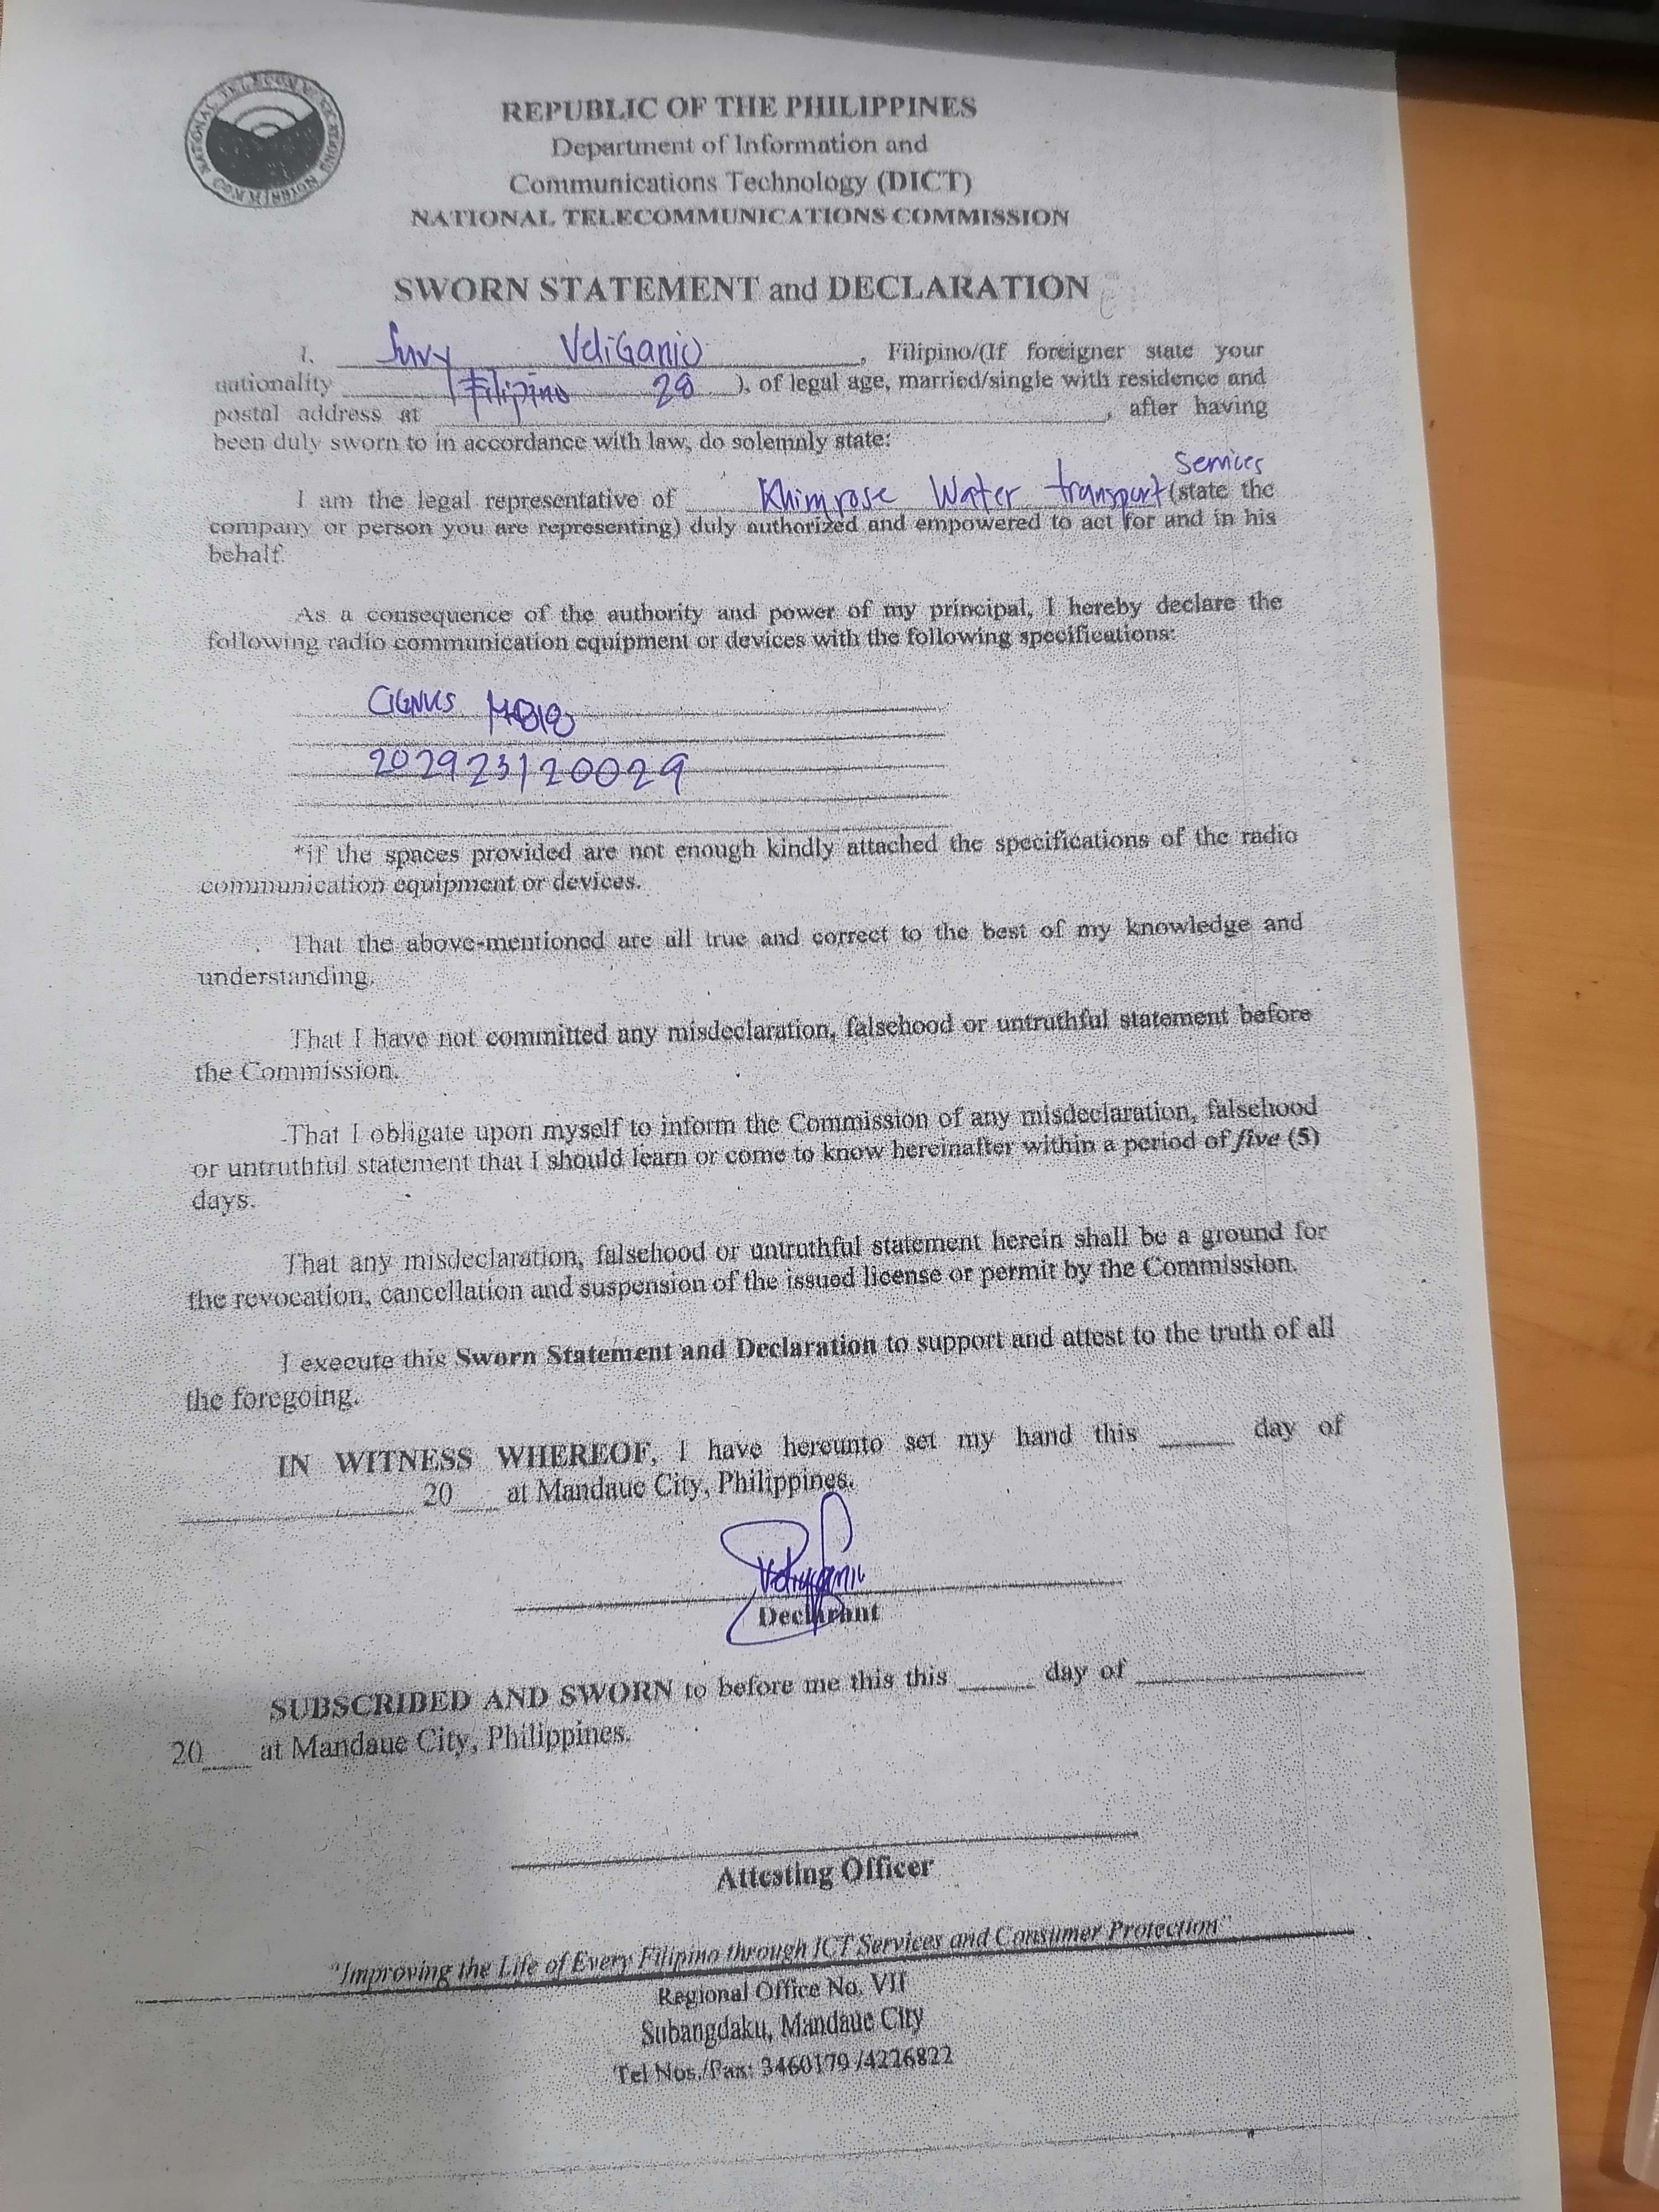 NATIONAL TELECOMMUNICATIONS COMMISSION
REPUBLIC OF THE PHILIPPINES
Department of Information and
Communications Technology (DICT)
NATIONAL TELECOMMUNICATIONS COMMISSION
SWORN STATEMENT and DECLARATION
I, VeliGanio, Filipino/(If foreigner state your
nationality Filipino 28 ), of legal age, married/single with residence and
postal address at ____, after having
been duly sworn to in accordance with law, do solemnly state:
Services
I am the legal representative of Khimrose Water transport (state the
company or person you are representing) duly authorized and empowered to act for and in his
behalf.
As a consequence of the authority and power of my principal, I hereby declare the
following radio communication equipment or devices with the following specifications:
CIGNUS
202923120029
*if the spaces provided are not enough kindly attached the specifications of the radio
communication equipment or devices.
That the above-mentioned are all true and correct to the best of my knowledge and
understanding.
That I have not committed any misdeclaration, falsehood or untruthful statement before
the Commission.
-That I obligate upon myself to inform the Commission of any misdeclaration, falsehood
or untruthful statement that I should learn or come to know hereinafter within a period of five (5)
days.
That any misdeclaration, falsehood or untruthful statement herein shall be a ground for
the revocation, cancellation and suspension of the issued license or permit by the Commission.
I execute this Sworn Statement and Declaration to support and attest to the truth of all
the foregoing.
IN WITNESS WHEREOF, I have hereunto set my hand this ____ day of
____ 20 ____ at Mandaue City, Philippines.
Declarant
SUBSCRIDED AND SWORN to before me this this ____ day of ____
20 ____ at Mandaue City, Philippines.
Attesting Officer
"Improving the Life of Every Filipino through ICT Services and Consumer Protection"
Regional Office No. VII
Subangdaku, Mandaue City
Tel Nos./Fax: 3460179 /4226822